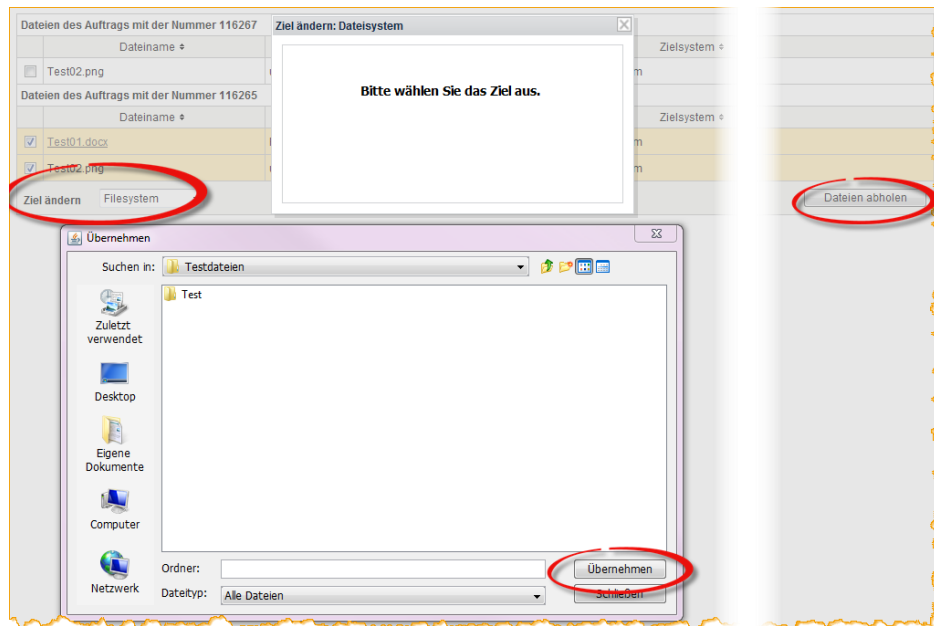 Dateien des Auftrags mit der Nummer 116267
Ziel ändern: Dateisystem
Dateiname
Zielsystem
Test02.png
Bitte wählen Sie das Ziel aus.
Dateien des Auftrags mit der Nummer 116265
Dateiname
Zielsystem
Test01.docx
Test02.png
Ziel ändern
Filesystem
Dateien abholen
Übernehmen
Suchen in:
Testdateien
Test
Zuletzt
verwendet
Desktop
Eigene
Dokumente
Computer
Netzwerk
Ordner:
Übernehmen
Dateityp:
Alle Dateien
Schließen